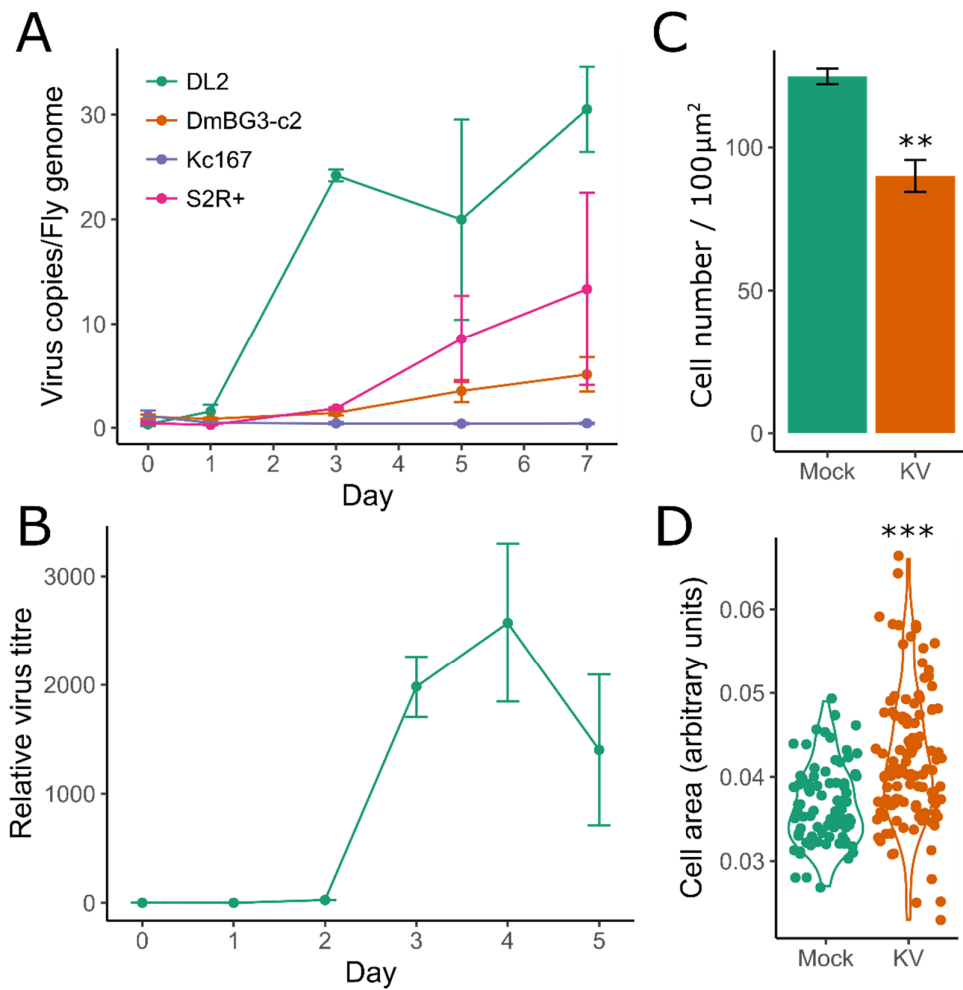 A
Virus copies/Fly genome
30
20
10
0
DL2
DmBG3-c2
Kc167
S2R+
0 1 2 3 4 5 6 7
Day
B
Relative virus titre
3000
2000
1000
0
0 1 2 3 4 5
Day
C
Cell number / 100μm²
100
50
0
**
Mock KV
D
Cell area (arbitrary units)
***
0.06
0.05
0.04
0.03
Mock KV